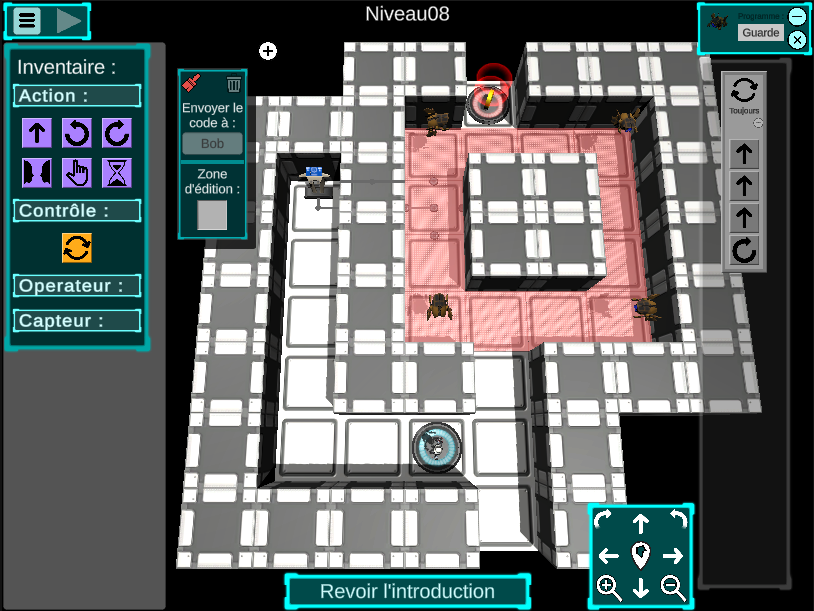 Niveau08
Programme :
Guarde
Inventaire :
Action :
Contrôle :
Operateur :
Capteur :
Envoyer le
code à :
Bob
Zone
d'édition :
Toujours
Revoir l'introduction